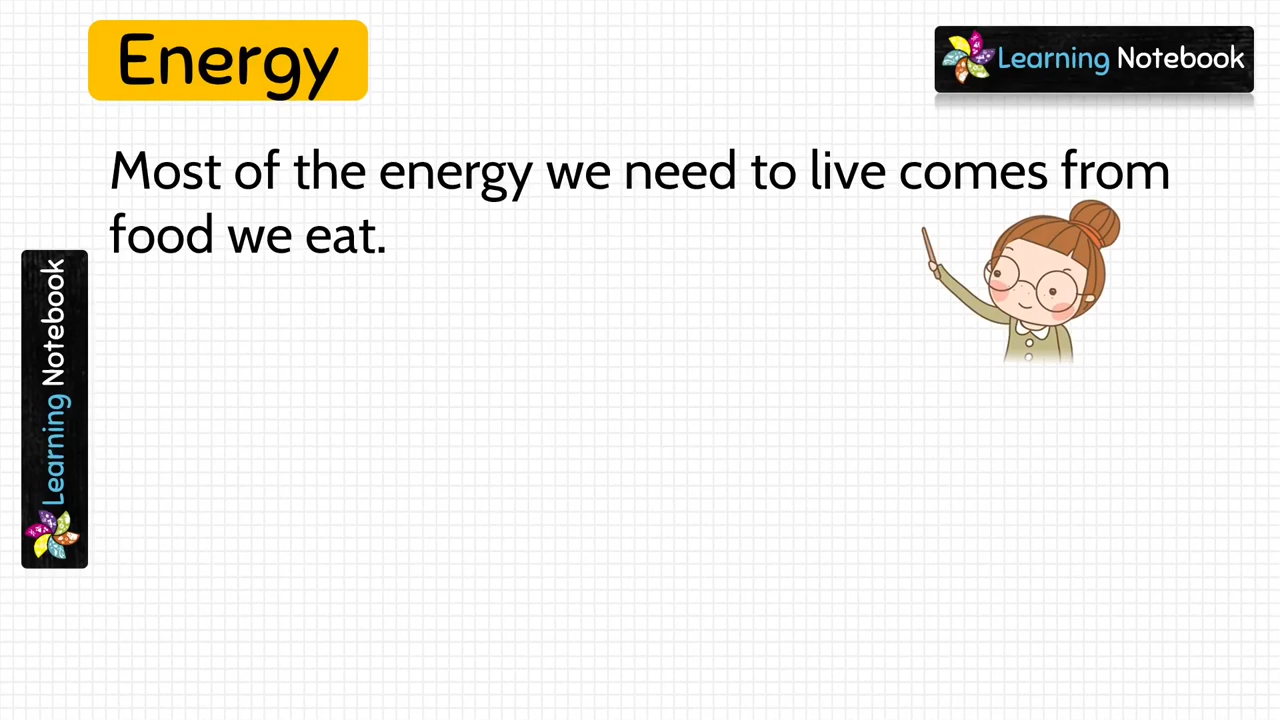 Energy
Learning Notebook
Most of the energy we need to live comes from
food we eat.
Learning Notebook